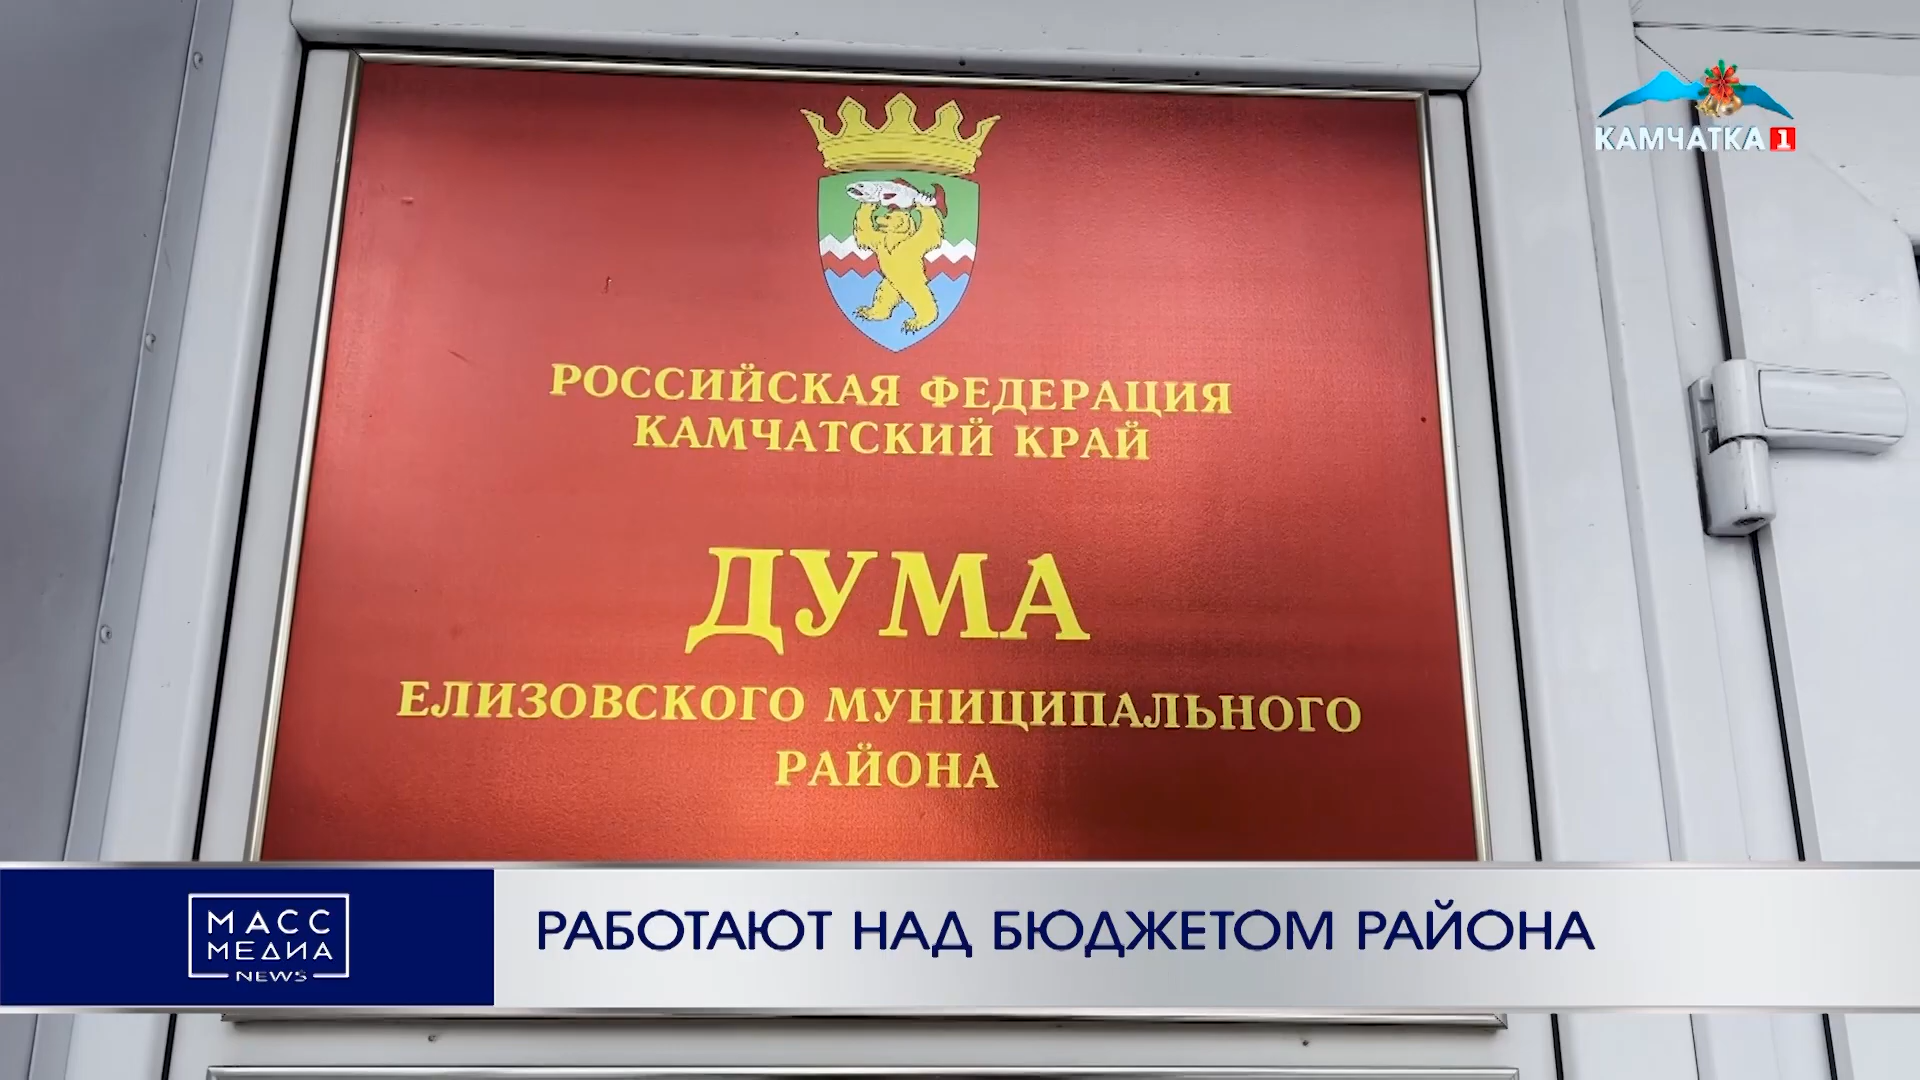 КАМЧАТКА 1
РОССИЙСКАЯ ФЕДЕРАЦИЯ
КАМЧАТСКИЙ КРАЙ
ДУМА
ЕЛИЗОВСКОГО МУНИЦИПАЛЬНОГО
РАЙОНА
МАСС
МЕДИА
NEWS
РАБОТАЮТ НАД БЮДЖЕТОМ РАЙОНА